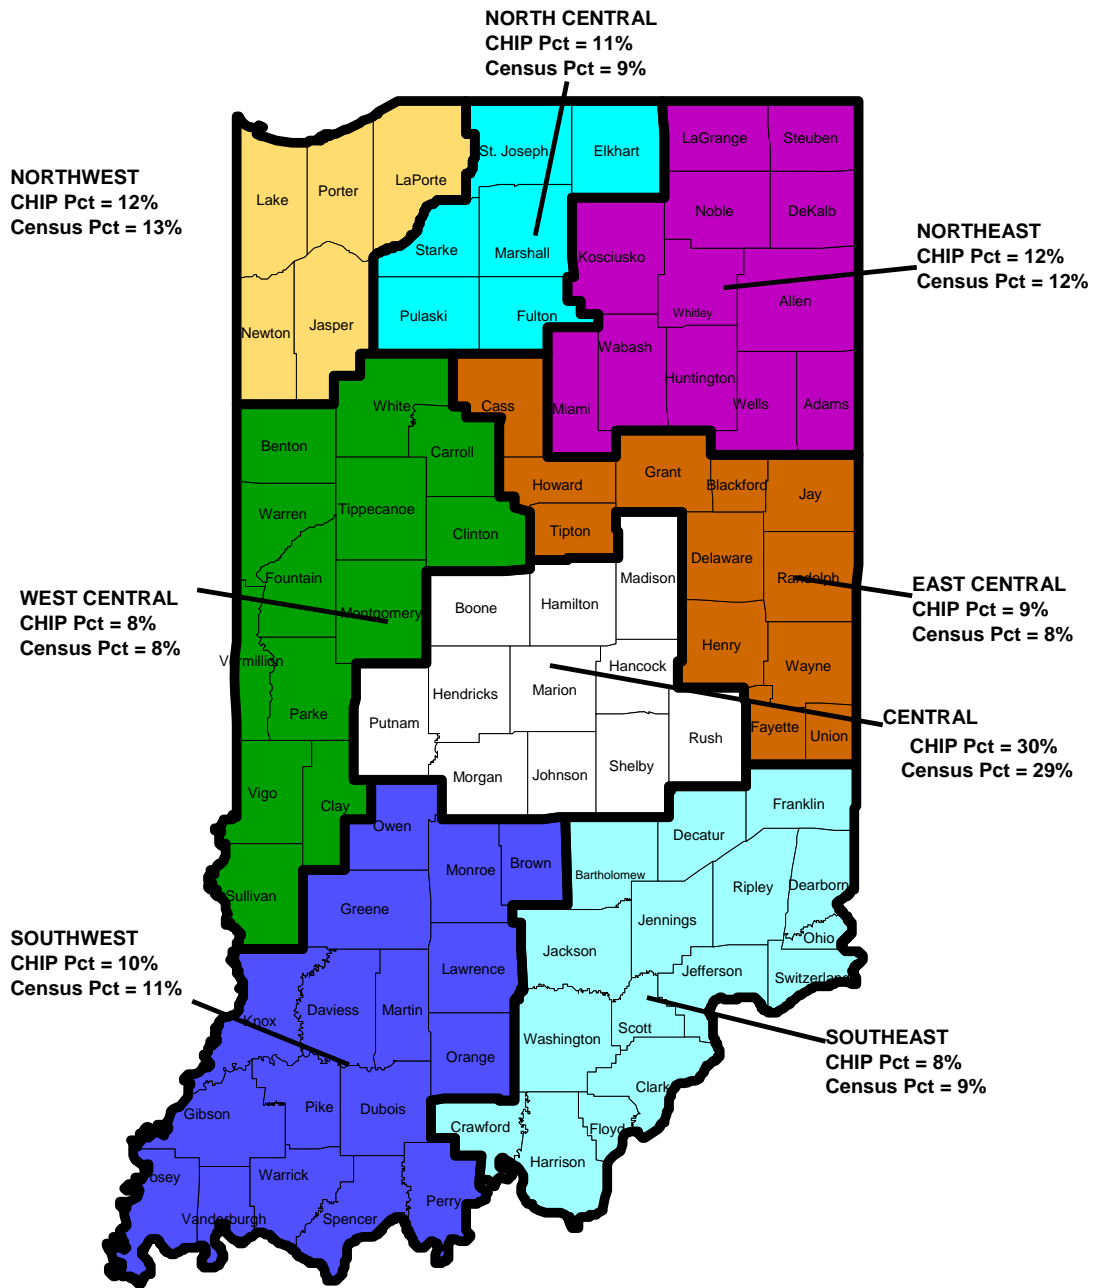 NORTH CENTRAL
CHIP Pct = 11%
Census Pct = 9%
NORTHWEST
CHIP Pct = 12%
Census Pct = 13%
NORTHEAST
CHIP Pct = 12%
Census Pct = 12%
LaGrange
Steuben
St. Joseph
Elkhart
LaPorte
Porter
Lake
Noble
DeKalb
Starke
Marshall
Kosciusko
Allen
Whitley
Pulaski
Fulton
Newton
Jasper
Wabash
Huntington
White
Cass
Miami
Wells
Adams
Benton
Carroll
Grant
Howard
Blackford
Jay
Warren
Tippecanoe
Clinton
Tipton
Delaware
Randolph
Madison
Fountain
Boone
Hamilton
Montgomery
WEST CENTRAL
CHIP Pct = 8%
Census Pct = 8%
EAST CENTRAL
CHIP Pct = 9%
Census Pct = 8%
Henry
Wayne
Vermillion
Hancock
Hendricks
Marion
Parke
Putnam
Rush
Fayette
Union
CENTRAL
CHIP Pct = 30%
Census Pct = 29%
Morgan
Johnson
Shelby
Vigo
Clay
Franklin
Owen
Decatur
Monroe
Brown
Bartholomew
Ripley
Dearborn
Sullivan
Greene
Jennings
Ohio
SOUTHWEST
CHIP Pct = 10%
Census Pct = 11%
Jackson
Lawrence
Jefferson
Switzerland
Knox
Daviess
Martin
Washington
Scott
Orange
SOUTHEAST
CHIP Pct = 8%
Census Pct = 9%
Clark
Gibson
Pike
Dubois
Crawford
Floyd
Harrison
Posey
Warrick
Perry
Vanderburgh
Spencer